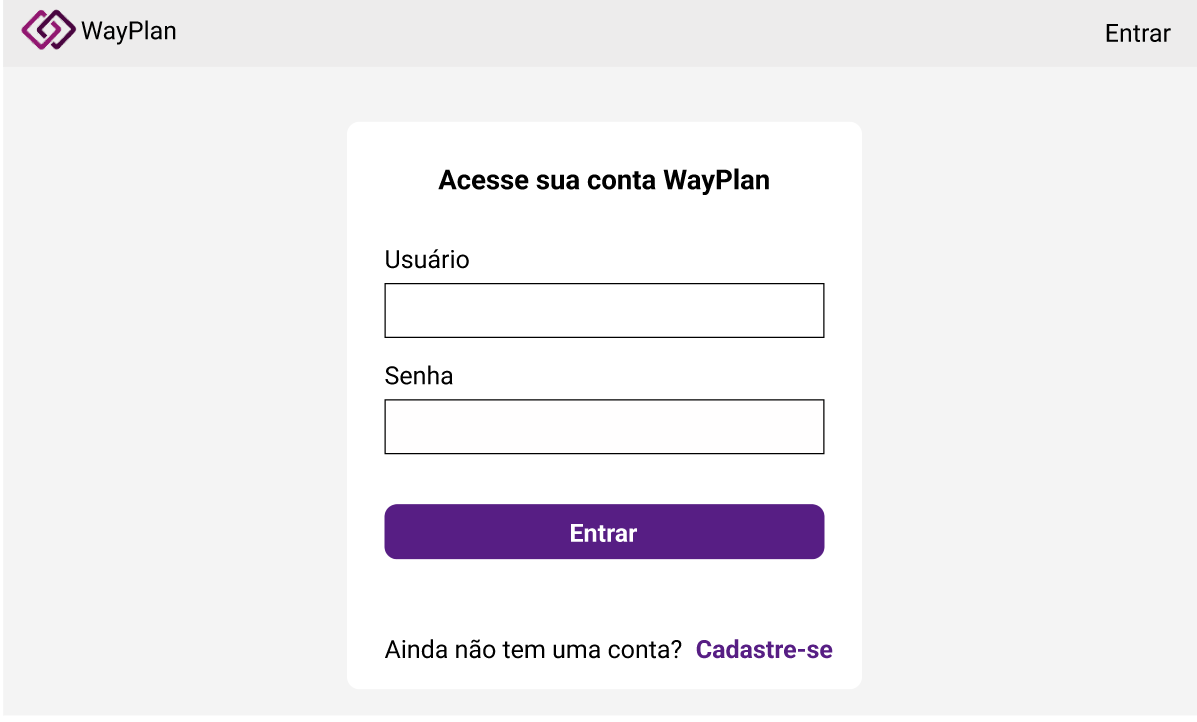 WayPlan
Entrar
Acesse sua conta WayPlan
Usuário
Senha
Entrar
Ainda não tem uma conta? Cadastre-se